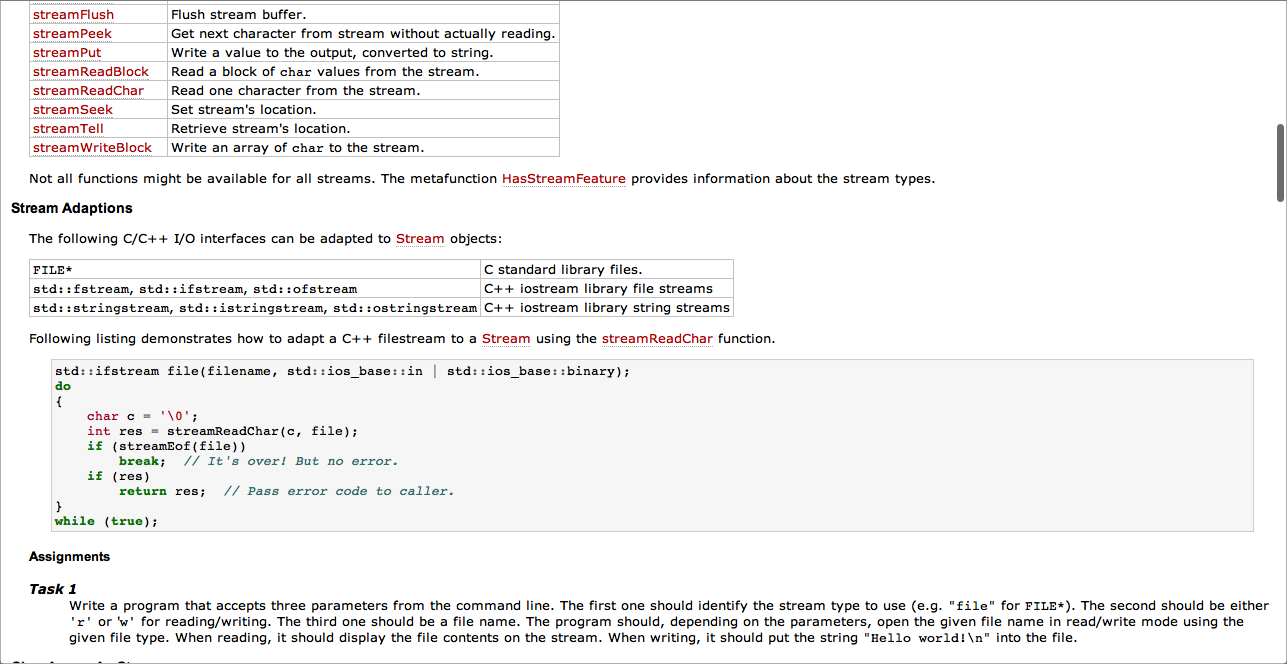 streamFlush Flush stream buffer.
streamPeek Get next character from stream without actually reading.
streamPut Write a value to the output, converted to string.
streamReadBlock Read a block of char values from the stream.
streamReadChar Read one character from the stream.
streamSeek Set stream's location.
streamTell Retrieve stream's location.
streamWriteBlock Write an array of char to the stream.
Not all functions might be available for all streams. The metafunction HasStreamFeature provides information about the stream types.
Stream Adaptions
The following C/C++ I/O interfaces can be adapted to Stream objects:
FILE* C standard library files.
std::fstream, std::ifstream, std::ofstream C++ iostream library file streams
std::stringstream, std::istringstream, std::ostringstream C++ iostream library string streams
Following listing demonstrates how to adapt a C++ filestream to a Stream using the streamReadChar function.
std::ifstream file(filename, std::ios_base::in | std::ios_base::binary);
do
{
    char c = '\0';
    int res = streamReadChar(c, file);
    if (streamEof(file))
        break;  // It's over! But no error.
    if (res)
        return res;  // Pass error code to caller.
}
while (true);
Assignments
Task 1
Write a program that accepts three parameters from the command line. The first one should identify the stream type to use (e.g. "file" for FILE*). The second should be either
'r' or 'w' for reading/writing. The third one should be a file name. The program should, depending on the parameters, open the given file name in read/write mode using the
given file type. When reading, it should display the file contents on the stream. When writing, it should put the string "Hello world!\n" into the file.